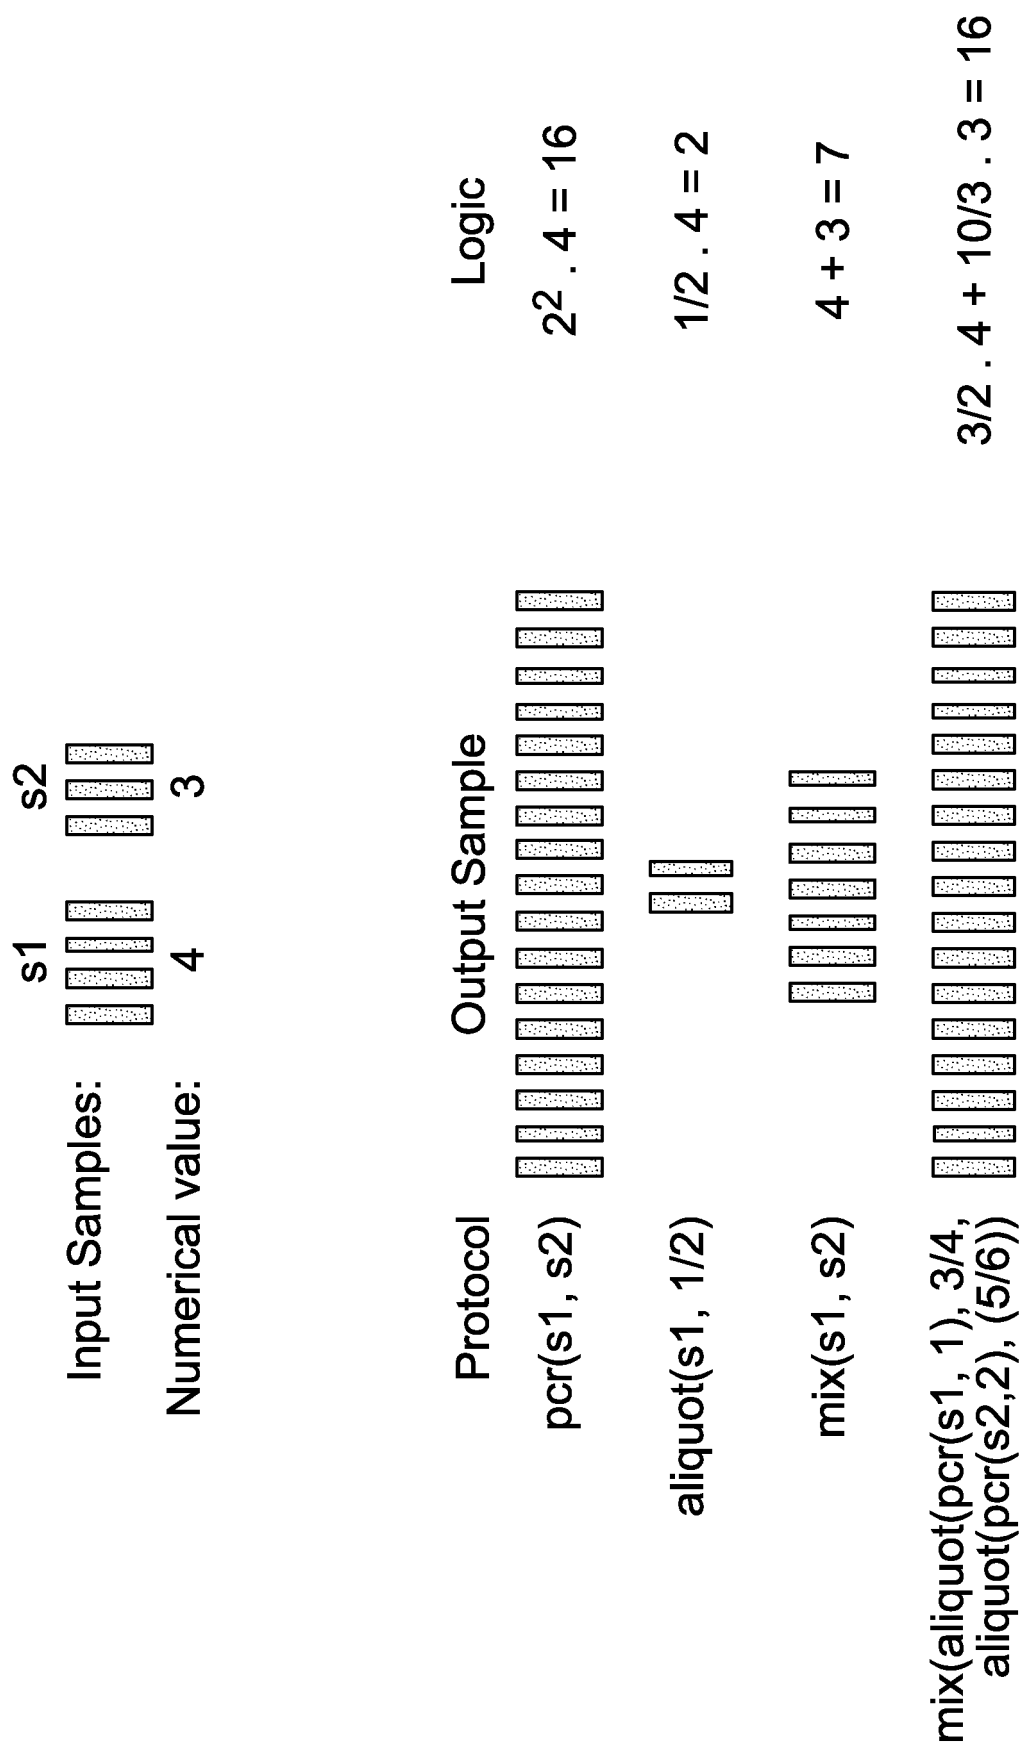 s1 s2
Input Samples:
Numerical value: 4 3
Protocol Output Sample Logic
pcr(s1, s2) 2² . 4 = 16
aliquot(s1, 1/2) 1/2 . 4 = 2
mix(s1, s2) 4 + 3 = 7
mix(aliquot(pcr(s1, 1), 3/4, 3/2 . 4 + 10/3 . 3 = 16
aliquot(pcr(s2,2), (5/6))